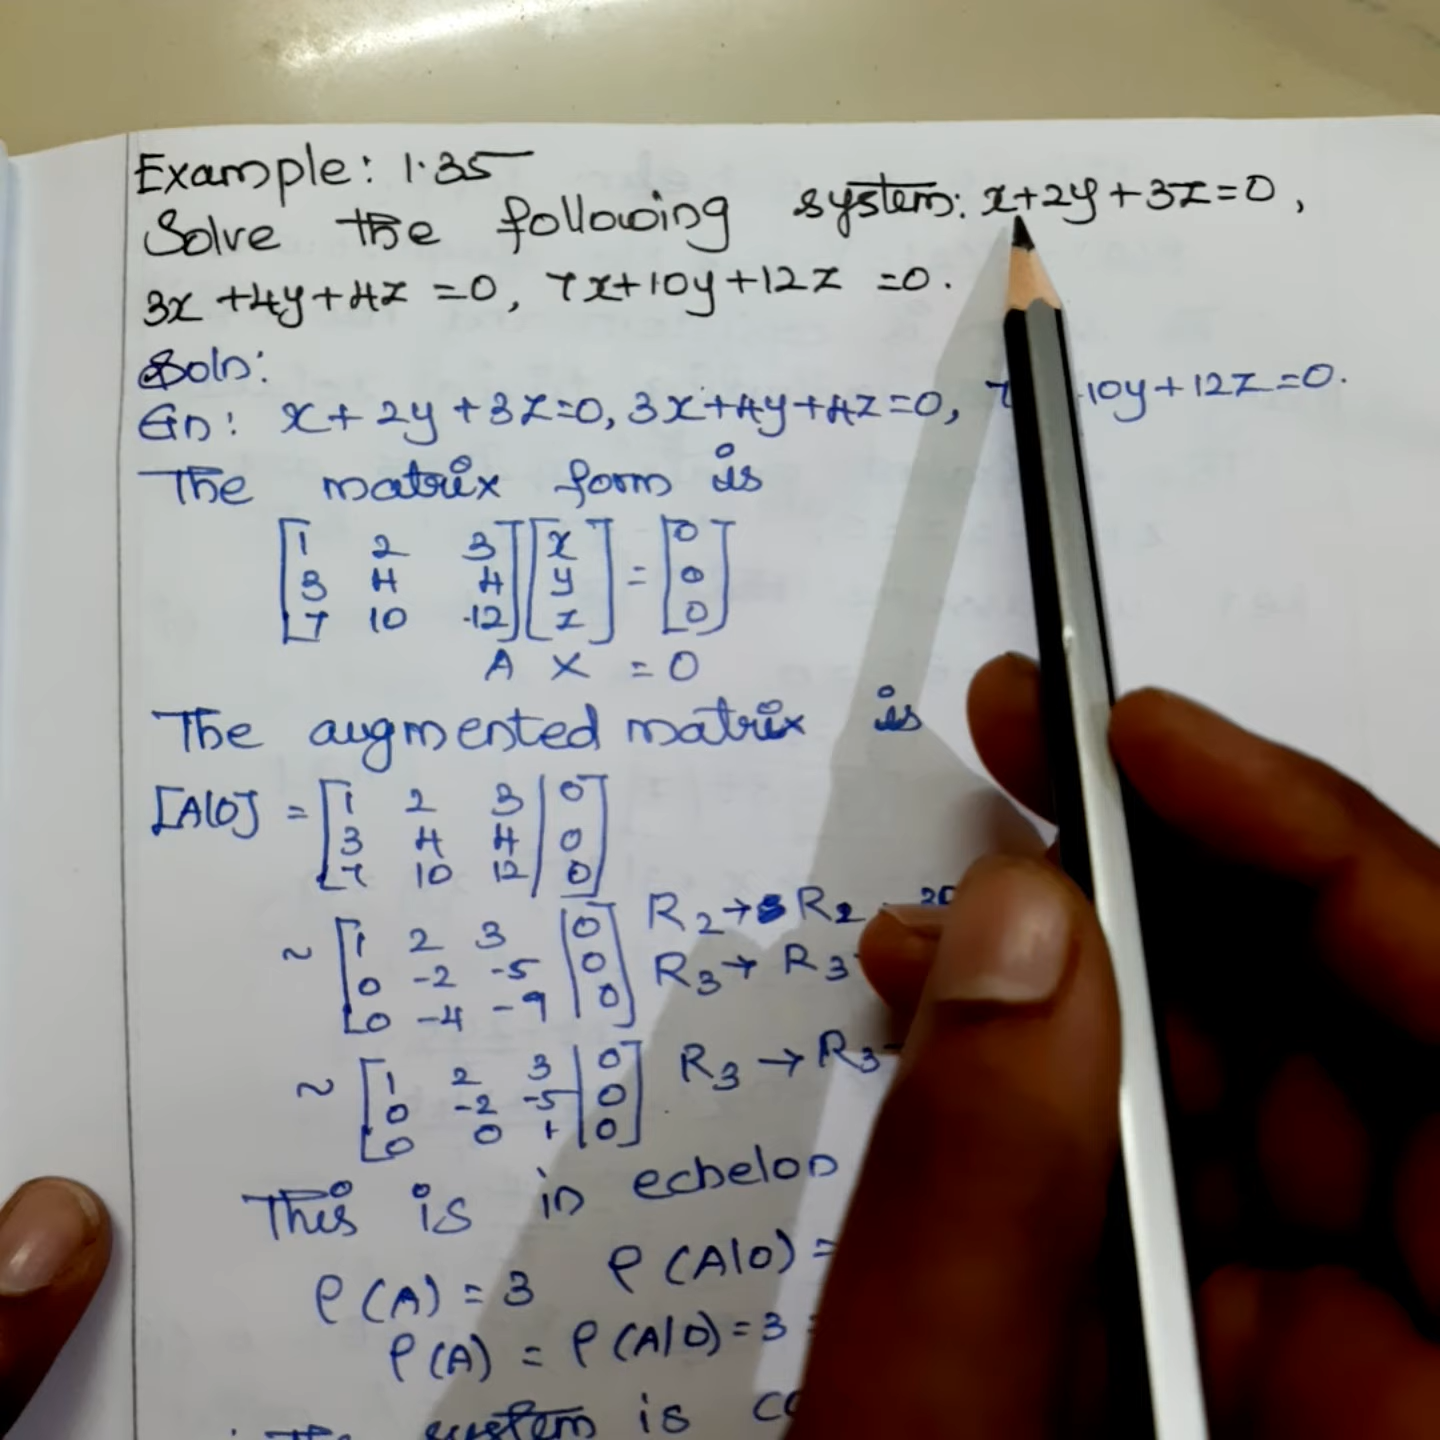 Example: 1.35
Solve the following system: x+2y+3z=0,
3x+4y+4z=0, 7x+10y+12z=0.
Soln:
Gn: x+2y+3z=0, 3x+4y+4z=0, 7 10y+12z=0.
The matrix form is
[1 2 3] [x] [0]
[3 4 4] [y] = [0]
[7 10 12] [z] [0]
A X = 0
The augmented matrix is
[A|0] = [1 2 3 | 0]
[3 4 4 | 0]
[7 10 12 | 0]
~ [1 2 3 | 0] R2→R2-
[0 -2 -5 | 0] R3→R3-
[0 -4 -9 | 0]
~ [1 2 3 | 0] R3→R3-
[0 -2 -5 | 0]
[0 0 1 | 0]
This is in echelon
ρ(A)=3 ρ(A|0)=
ρ(A)=ρ(A|0)=3
The system is